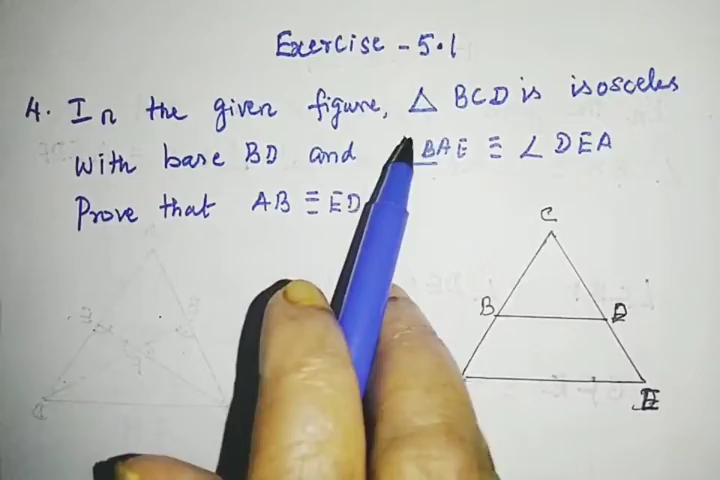 Exercise - 5.1
4. In the given figure, △ BCD is isosceles
with base BD and BAE ≡ ∠ DEA
Prove that AB ≡ ED
C
B D
E